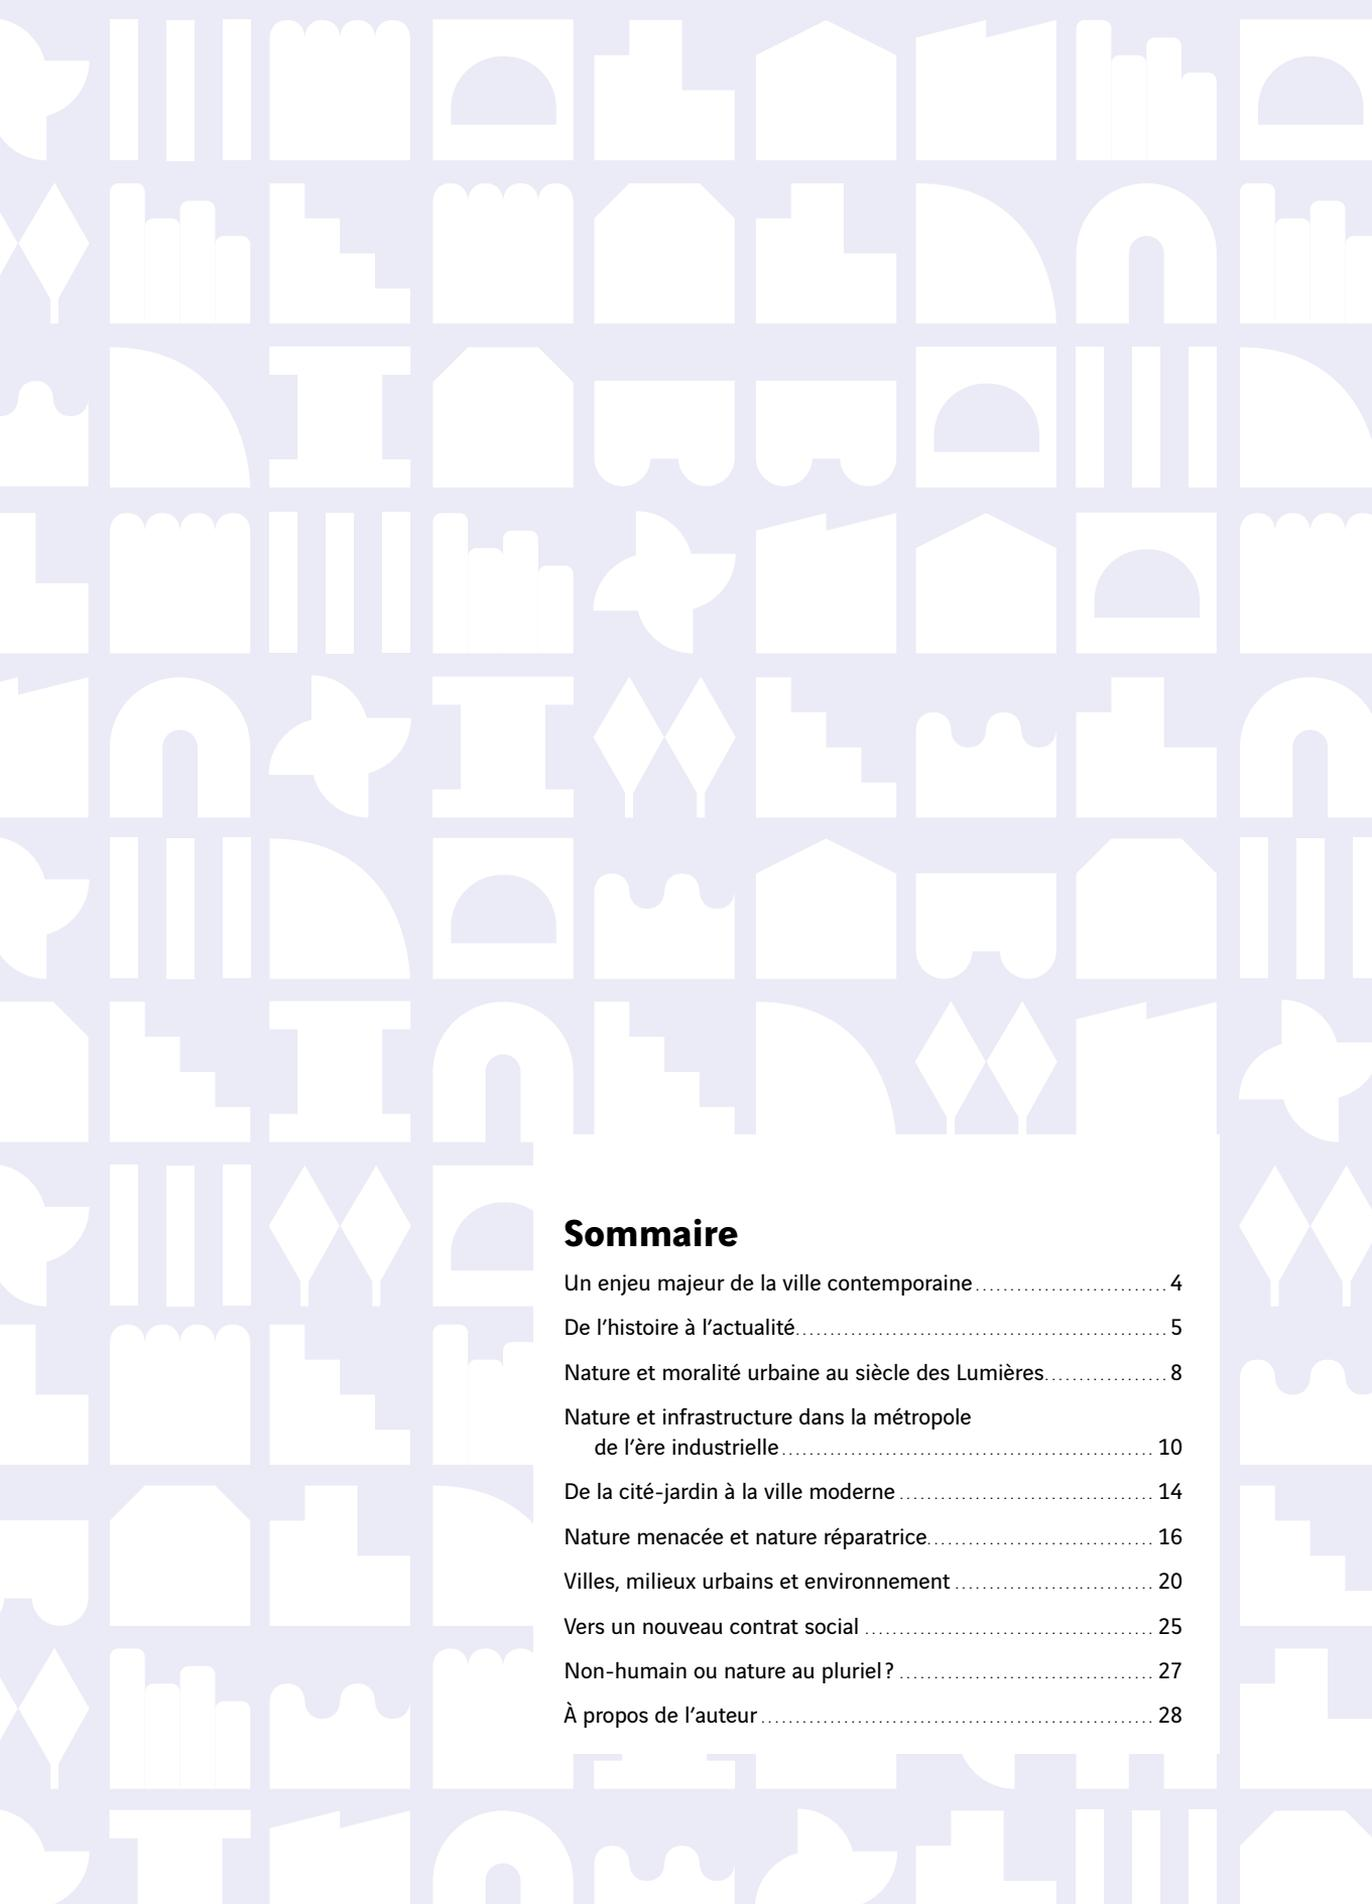 Sommaire
Un enjeu majeur de la ville contemporaine........................... 4
De l’histoire à l’actualité........................... 5
Nature et moralité urbaine au siècle des Lumières.................. 8
Nature et infrastructure dans la métropole
de l’ère industrielle........................... 10
De la cité-jardin à la ville moderne........................... 14
Nature menacée et nature réparatrice........................... 16
Villes, milieux urbains et environnement........................... 20
Vers un nouveau contrat social........................... 25
Non-humain ou nature au pluriel ?........................... 27
À propos de l’auteur........................... 28